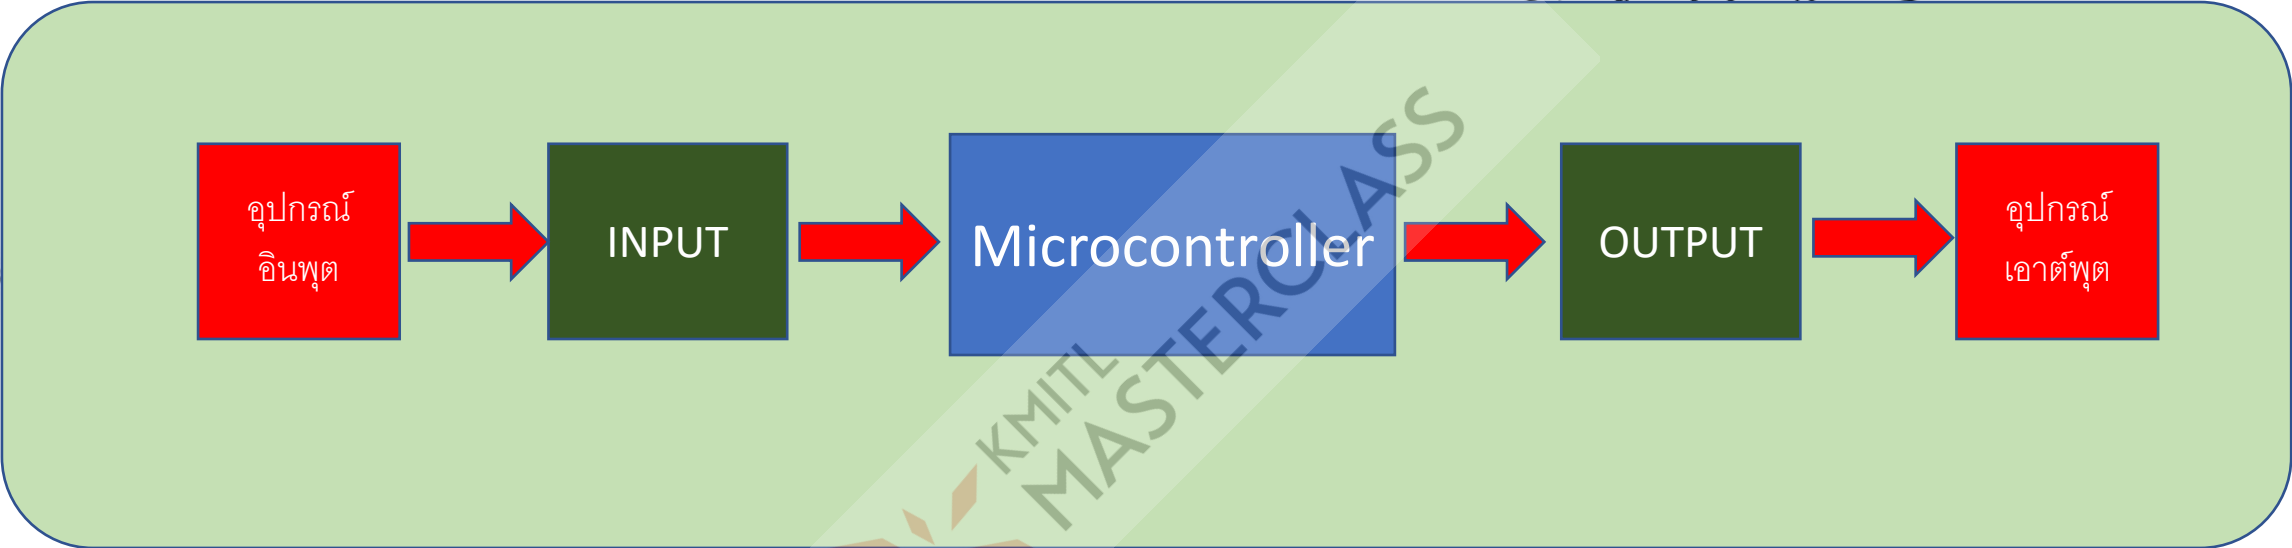 อุปกรณ์
อินพุต
INPUT
Microcontroller
OUTPUT
อุปกรณ์
เอาต์พุต
KMITL
MASTERCLASS